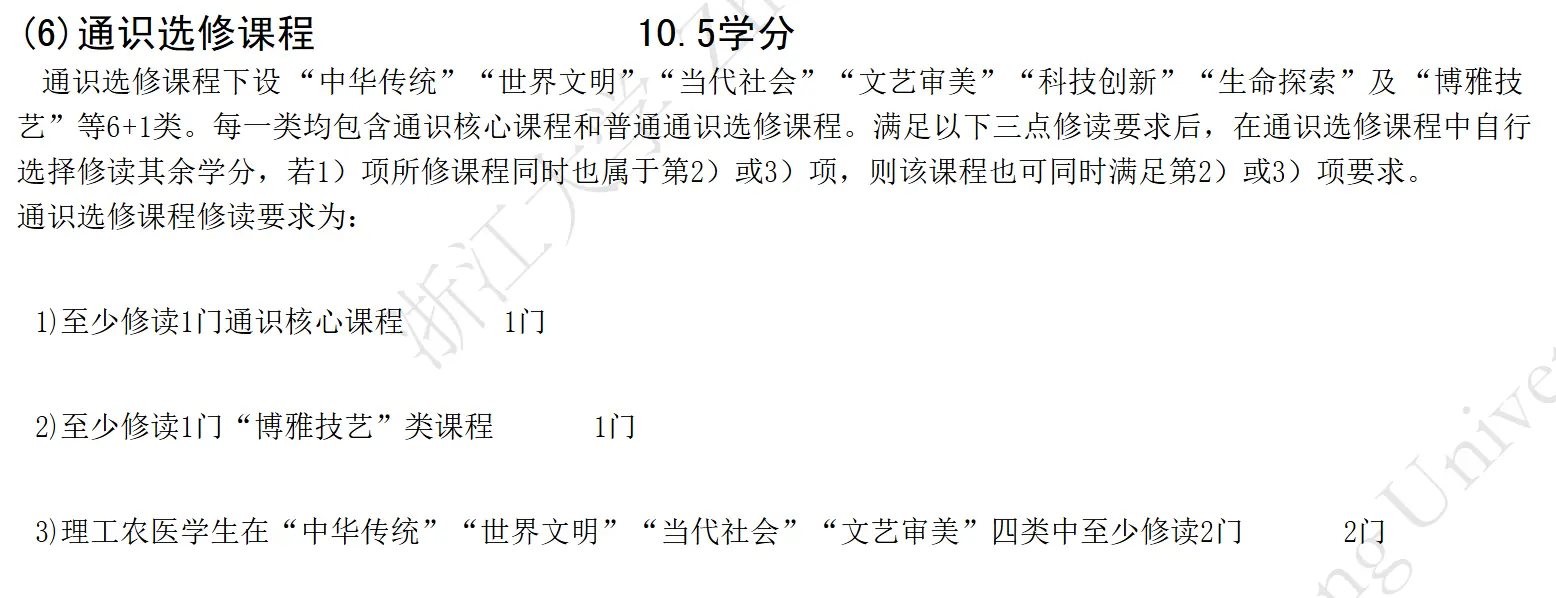 (6)通识选修课程 10.5学分
通识选修课程下设 “中华传统”“世界文明”“当代社会”“文艺审美”“科技创新”“生命探索”及 “博雅技
艺”等6+1类。每一类均包含通识核心课程和普通通识选修课程。满足以下三点修读要求后，在通识选修课程中自行
选择修读其余学分，若1）项所修课程同时也属于第2）或3）项，则该课程也可同时满足第2）或3）项要求。
通识选修课程修读要求为：
1)至少修读1门通识核心课程 1门
2)至少修读1门“博雅技艺”类课程 1门
3)理工农医学生在“中华传统”“世界文明”“当代社会”“文艺审美”四类中至少修读2门 2门
浙江大学 Zh
ng Unive